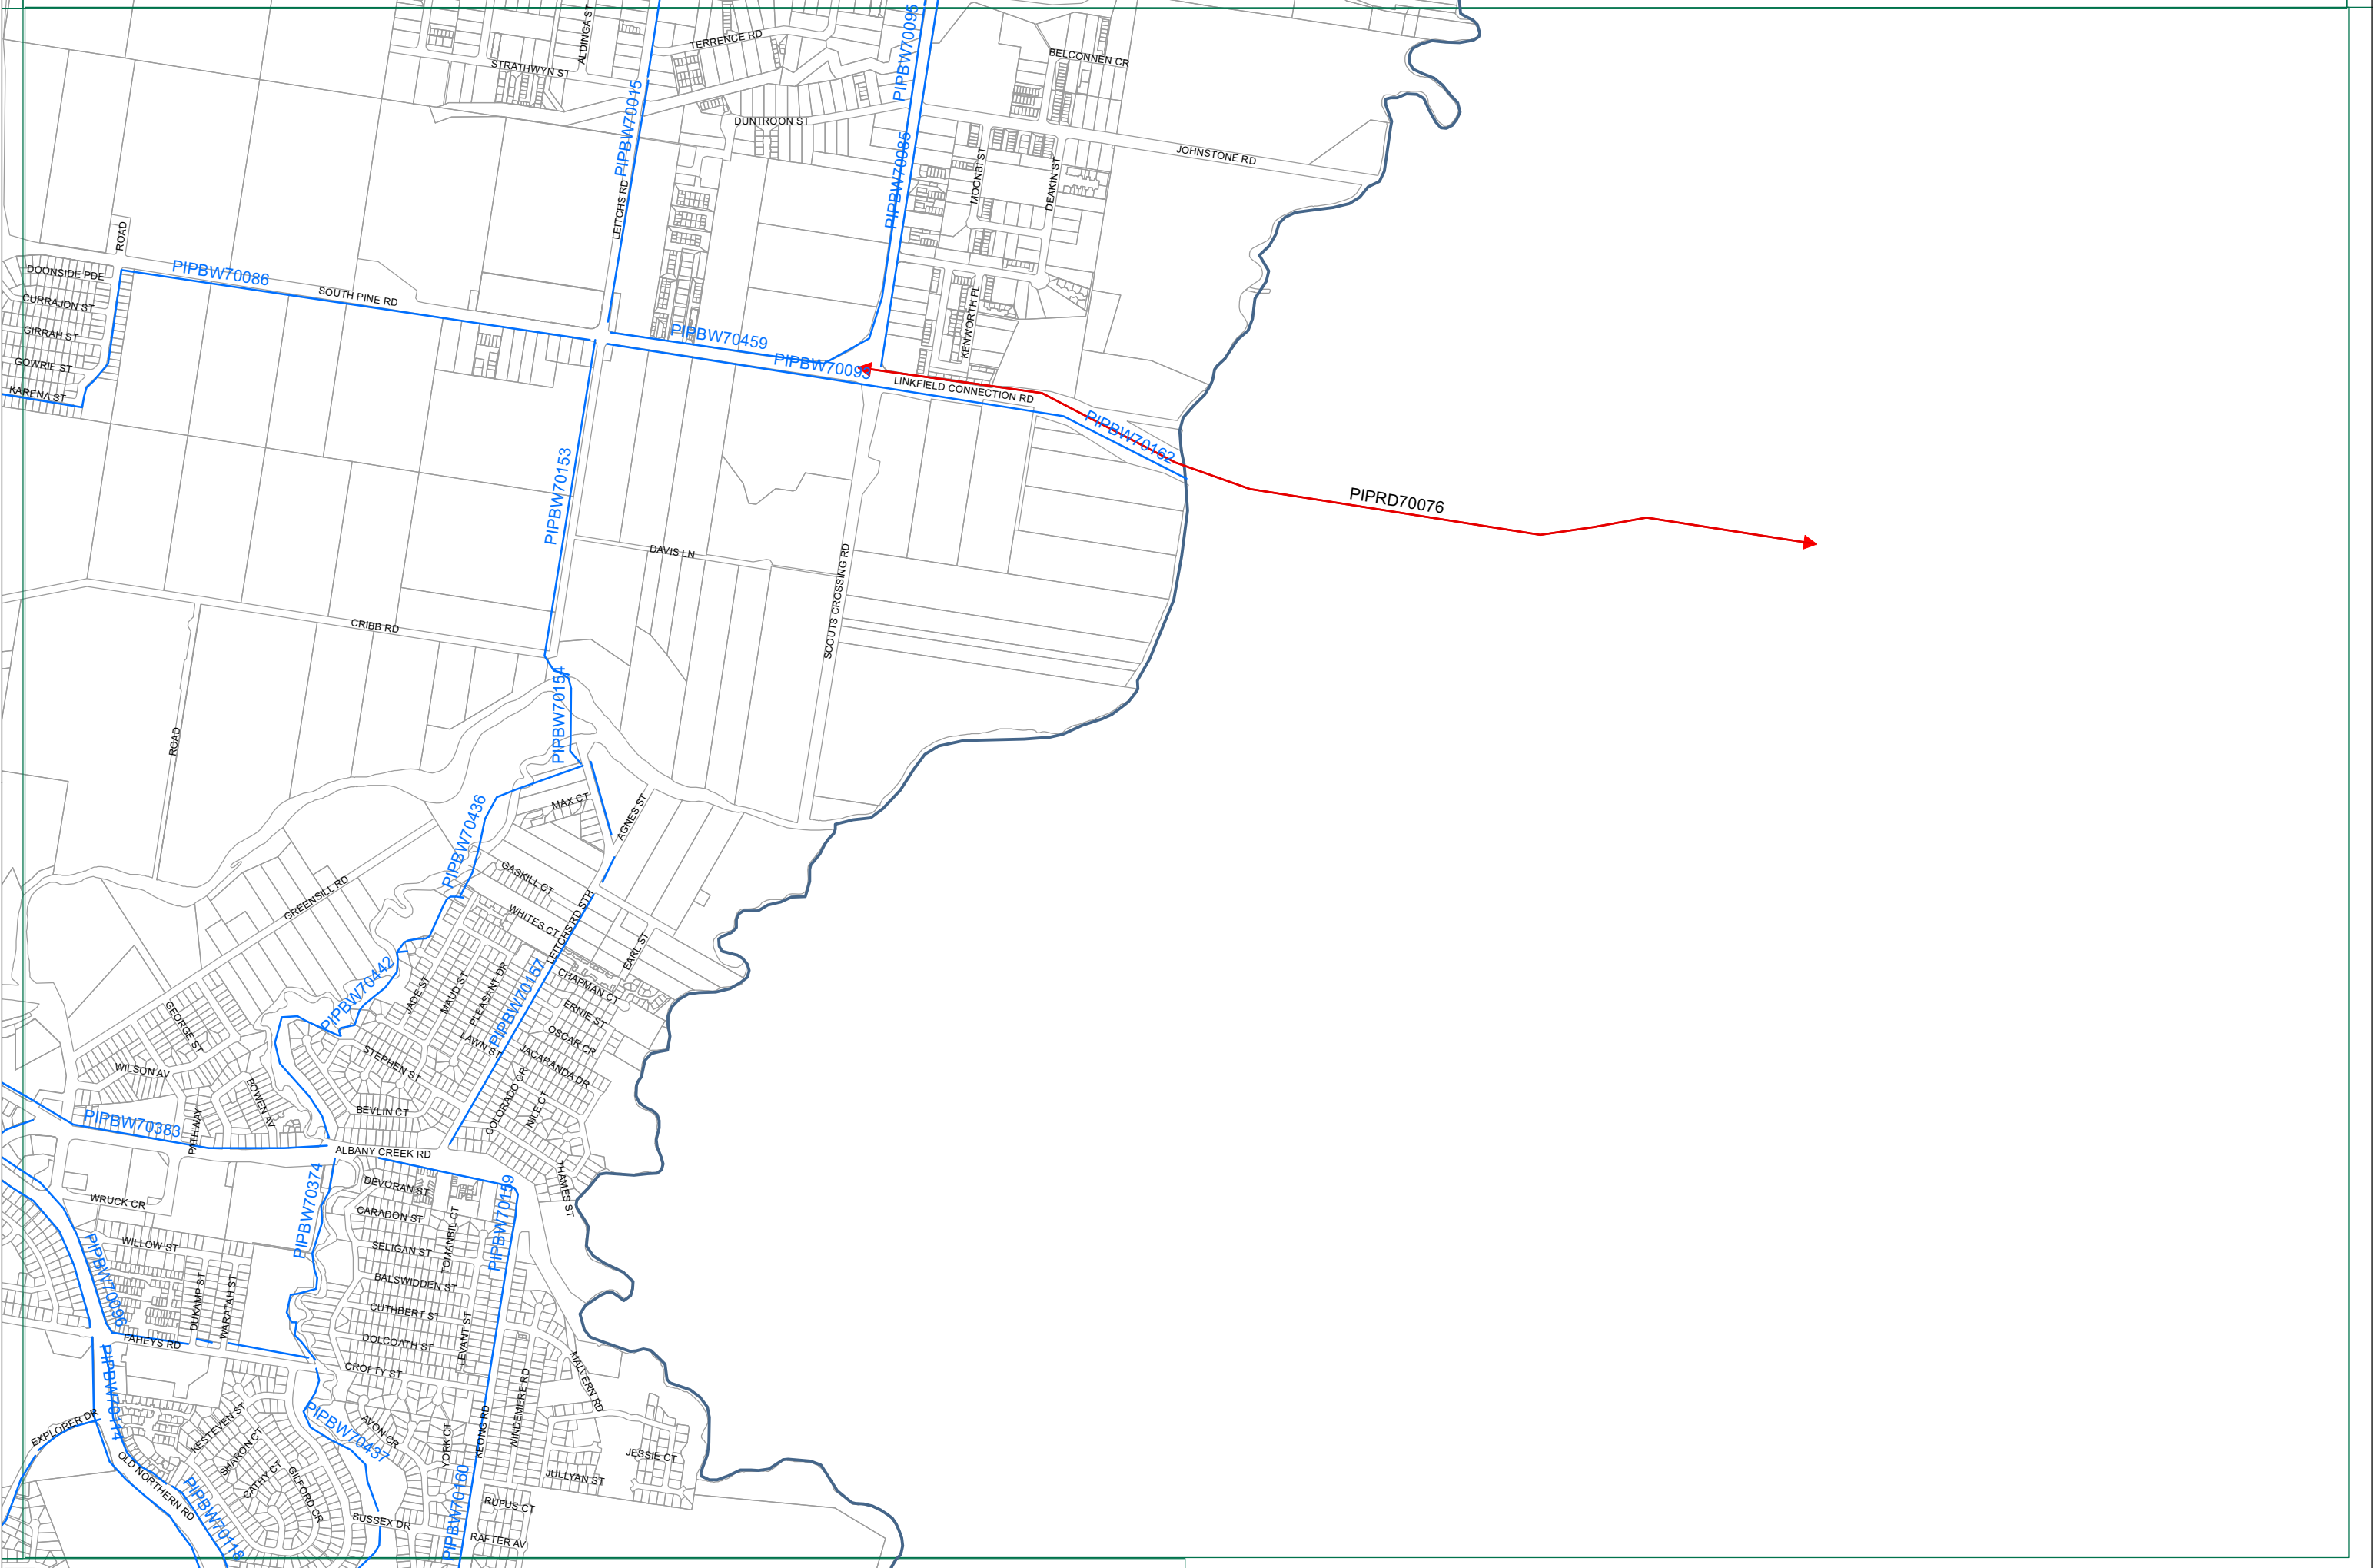 ALDINGA ST
TERRENCE RD
PIPBW70095
BELCONNEN CR
STRATHWYN ST
PIPBW70015
DUNTROON ST
PIPBW70085
MOONBI ST
DEAKIN ST
JOHNSTONE RD
LEITCHS RD
ROAD
DOONSIDE PDE
PIPBW70086
SOUTH PINE RD
CURRAJON ST
GIRRAH ST
GOWRIE ST
KARENA ST
PIPBW70459
KENWORTH PL
LINKFIELD CONNECTION RD
PIPBW70162
PIPRD70076
PIPBW70153
DAVIS LN
SCOUTS CROSSING RD
CRIBB RD
PIPBW70154
ROAD
MAX CT
AGNES ST
PIPBW70436
GASKILL CT
GREENSILL RD
WHITES CT
LEITCHS RD STH
EARL ST
PIPBW70442
JADE ST
MAUD ST
PLEASANT DR
PIPBW70157
CHAPMAN CT
ERNIE ST
GEORGE ST
LAWN ST
OSCAR CR
STEPHEN ST
JACARANDA DR
WILSON AV
BOWEN AV
COLORADO CR
NILE CT
BEVLIN CT
PIPBW70383
PATHWAY
ALBANY CREEK RD
THAMES ST
PIPBW70374
DEVORAN ST
PIPBW70159
WRUCK CR
CARADON ST
TOMANBIL CT
WILLOW ST
SELIGAN ST
PIPBW70096
BALSWIDDEN ST
DUKAMP ST
WARATAH ST
CUTHBERT ST
FAHEYS RD
DOLCOATH ST
LEVANT ST
CROFTY ST
MALVERN RD
WINDEMERE RD
EXPLORER DR
KESTEVEN ST
PIPBW70437
AVON CR
YORK CT
KEONG RD
SHARON CT
JESSIE CT
OLD NORTHERN RD
CATHY CT
GILFORD CR
JULLYAN ST
PIPBW70118
PIPBW70160
RUFUS CT
SUSSEX DR
RAFTER AV